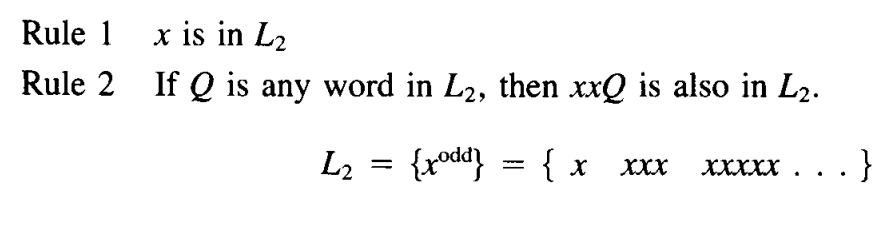 Rule 1 x is in L₂
Rule 2 If Q is any word in L₂, then xxQ is also in L₂.
L₂ = {xᵒᵈᵈ} = { x xxx xxxxx . . . }